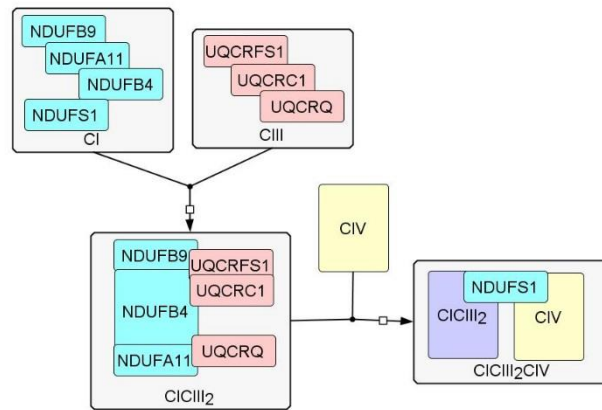 NDUFB9
NDUFA11
NDUFB4
NDUFS1
CI
UQCRFS1
UQCRC1
UQCRQ
CIII
NDUFB9
UQCRFS1
UQCRC1
NDUFB4
NDUFA11
UQCRQ
CICIII₂
CIV
NDUFS1
CICIII₂
CIV
CICIII₂CIV